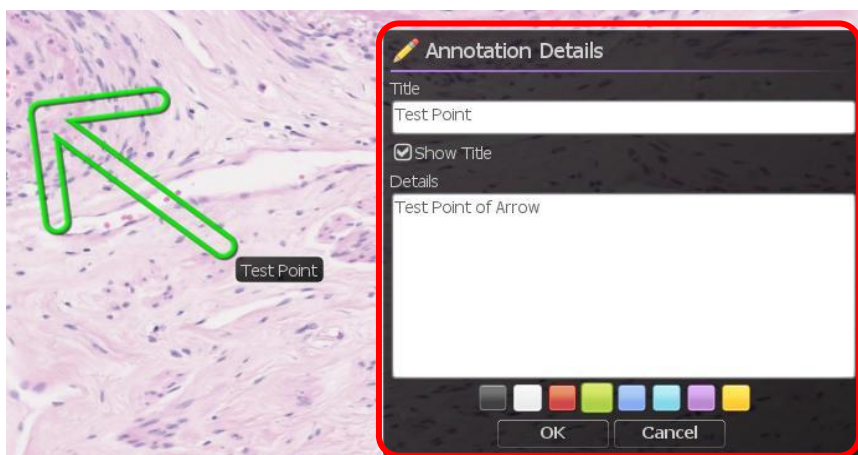 Annotation Details
Title
Test Point
Show Title
Details
Test Point of Arrow
Test Point
OK Cancel